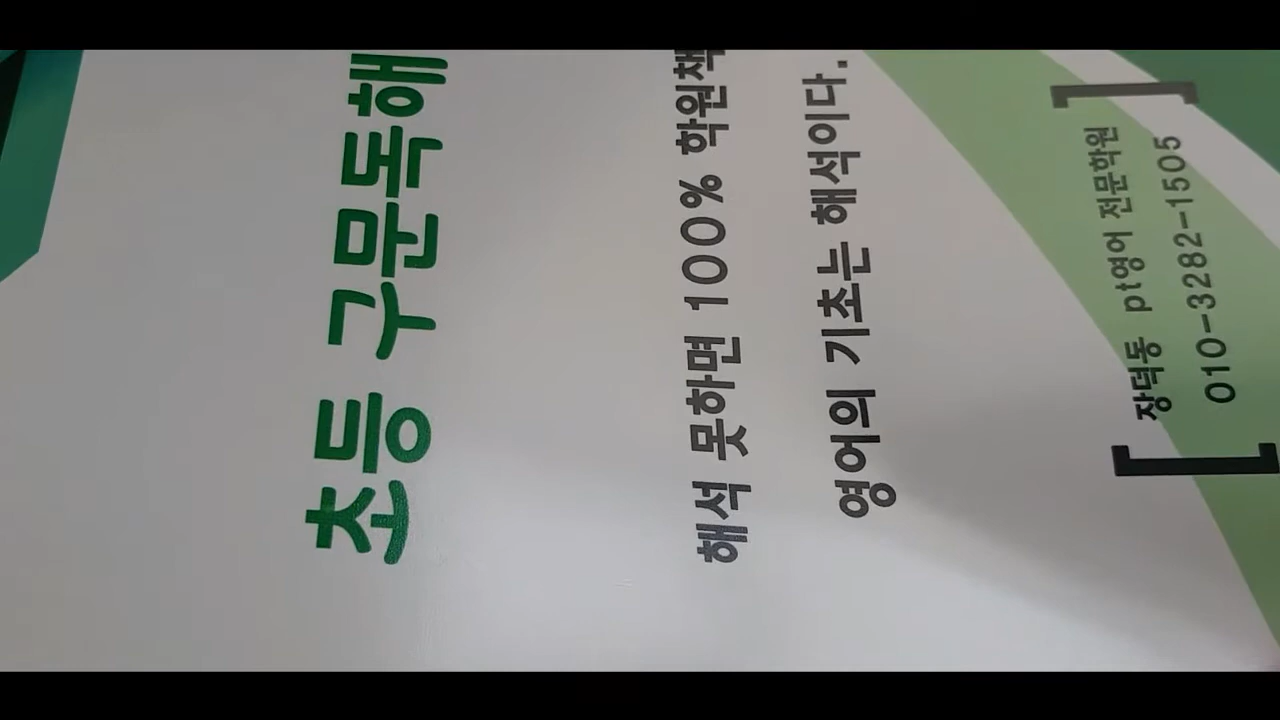 초등 구문독해
해석 못하면 100% 학원책
영어의 기초는 해석이다.
[장덕동 pt영어 전문학원
010-3282-1505]